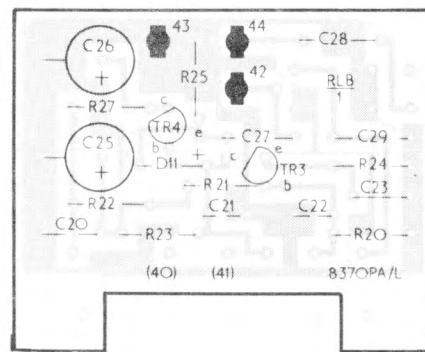 43 44
C26 C28
R25 42 RLB
c 1
R27
TR4 e C27 e C29
C25 b c TR3
D11 R24
R21 b C23
R22 C21 C22
C20 R23 R20
(40) (41) 8370PA/L